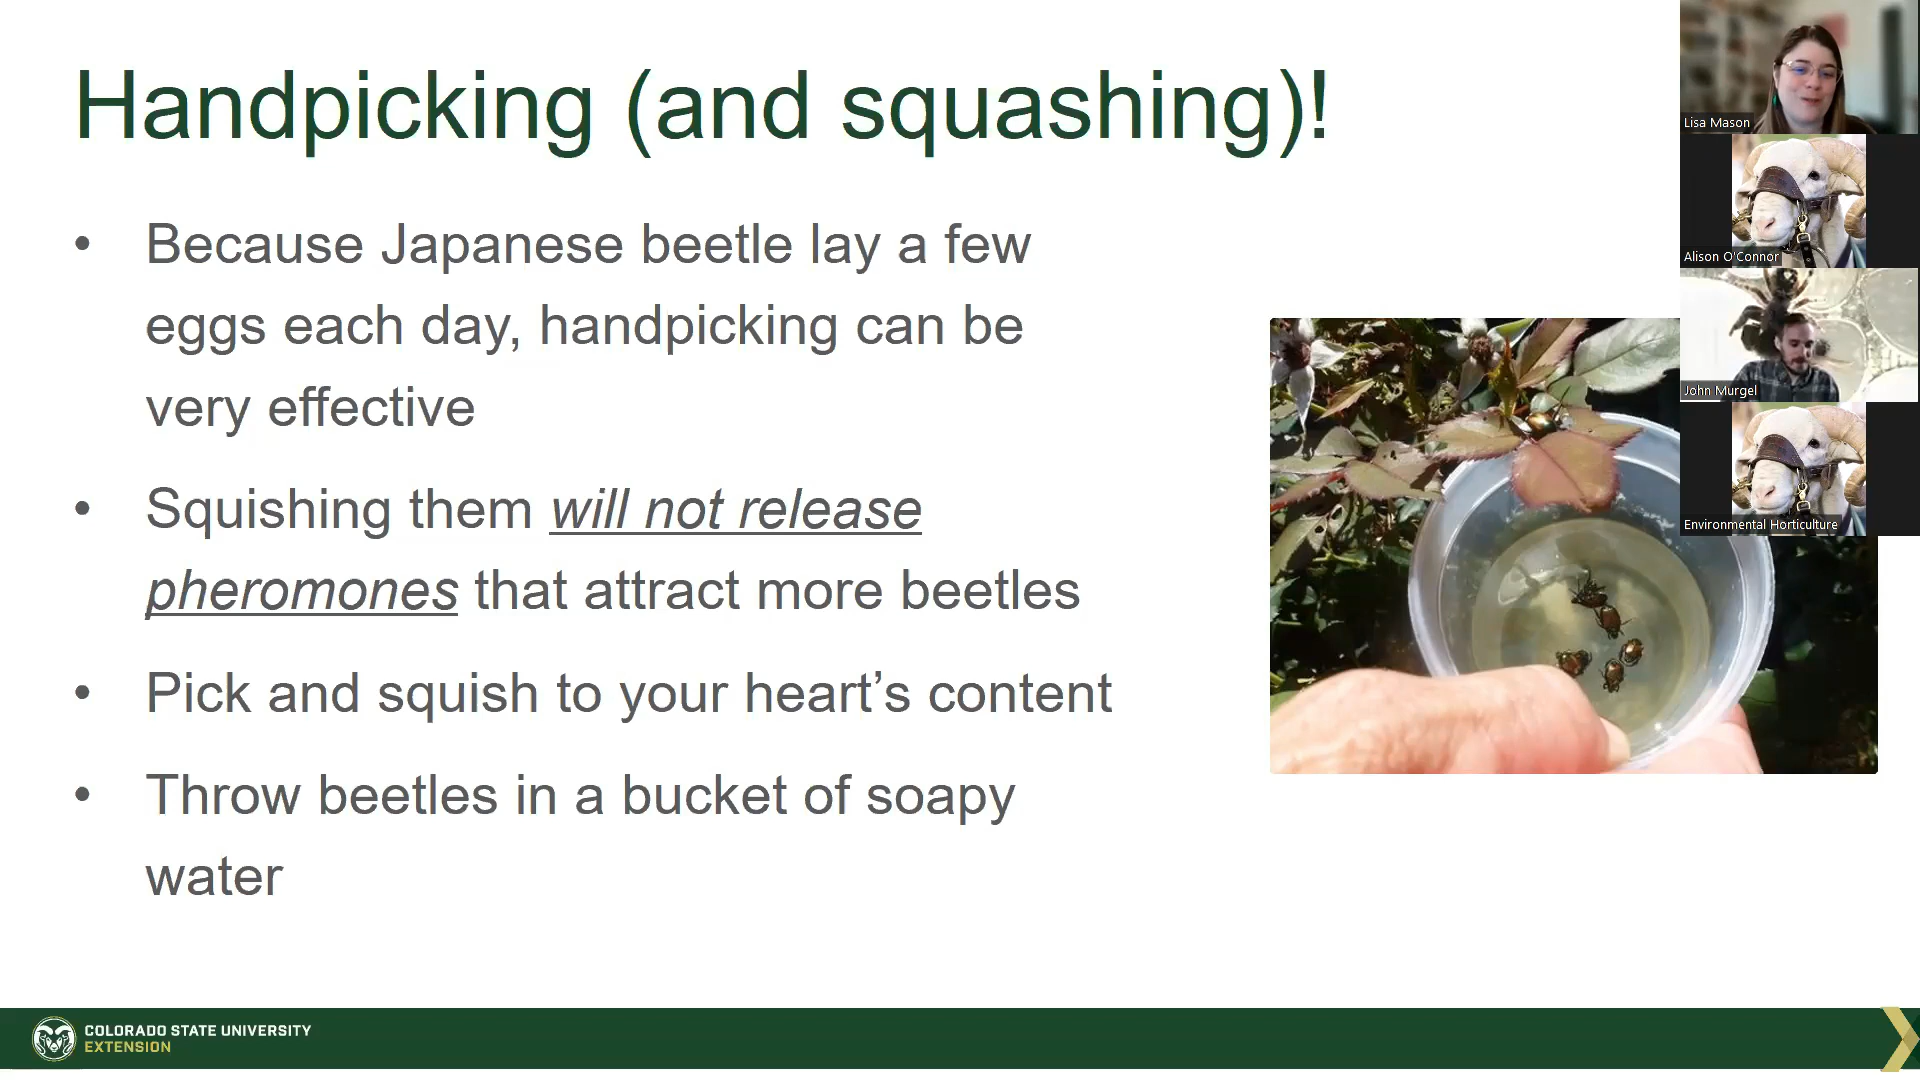 Handpicking (and squashing)!
• Because Japanese beetle lay a few
eggs each day, handpicking can be
very effective
• Squishing them will not release
pheromones that attract more beetles
• Pick and squish to your heart’s content
• Throw beetles in a bucket of soapy
water
Lisa Mason
Alison O'Connor
John Murgel
Environmental Horticulture
COLORADO STATE UNIVERSITY
EXTENSION